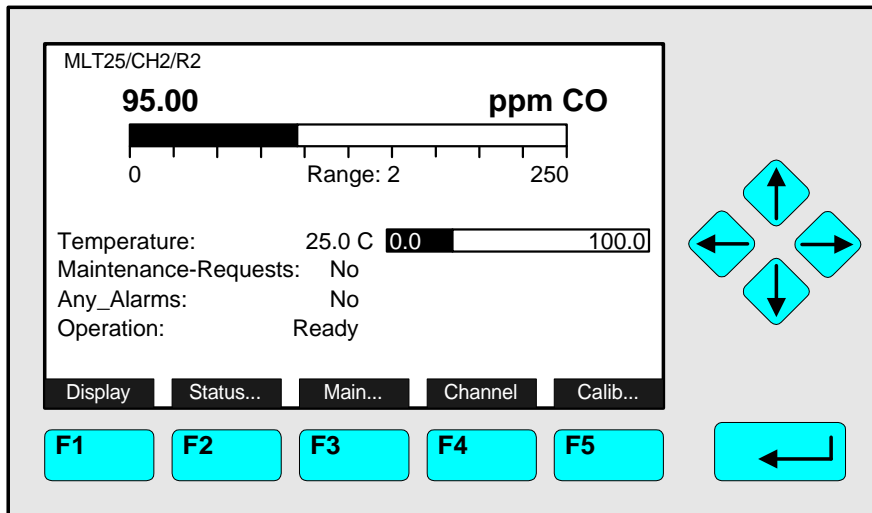 MLT25/CH2/R2
95.00 ppm CO
0 Range: 2 250
Temperature: 25.0 C 0.0 100.0
Maintenance-Requests: No
Any_Alarms: No
Operation: Ready
Display Status... Main... Channel Calib...
F1 F2 F3 F4 F5